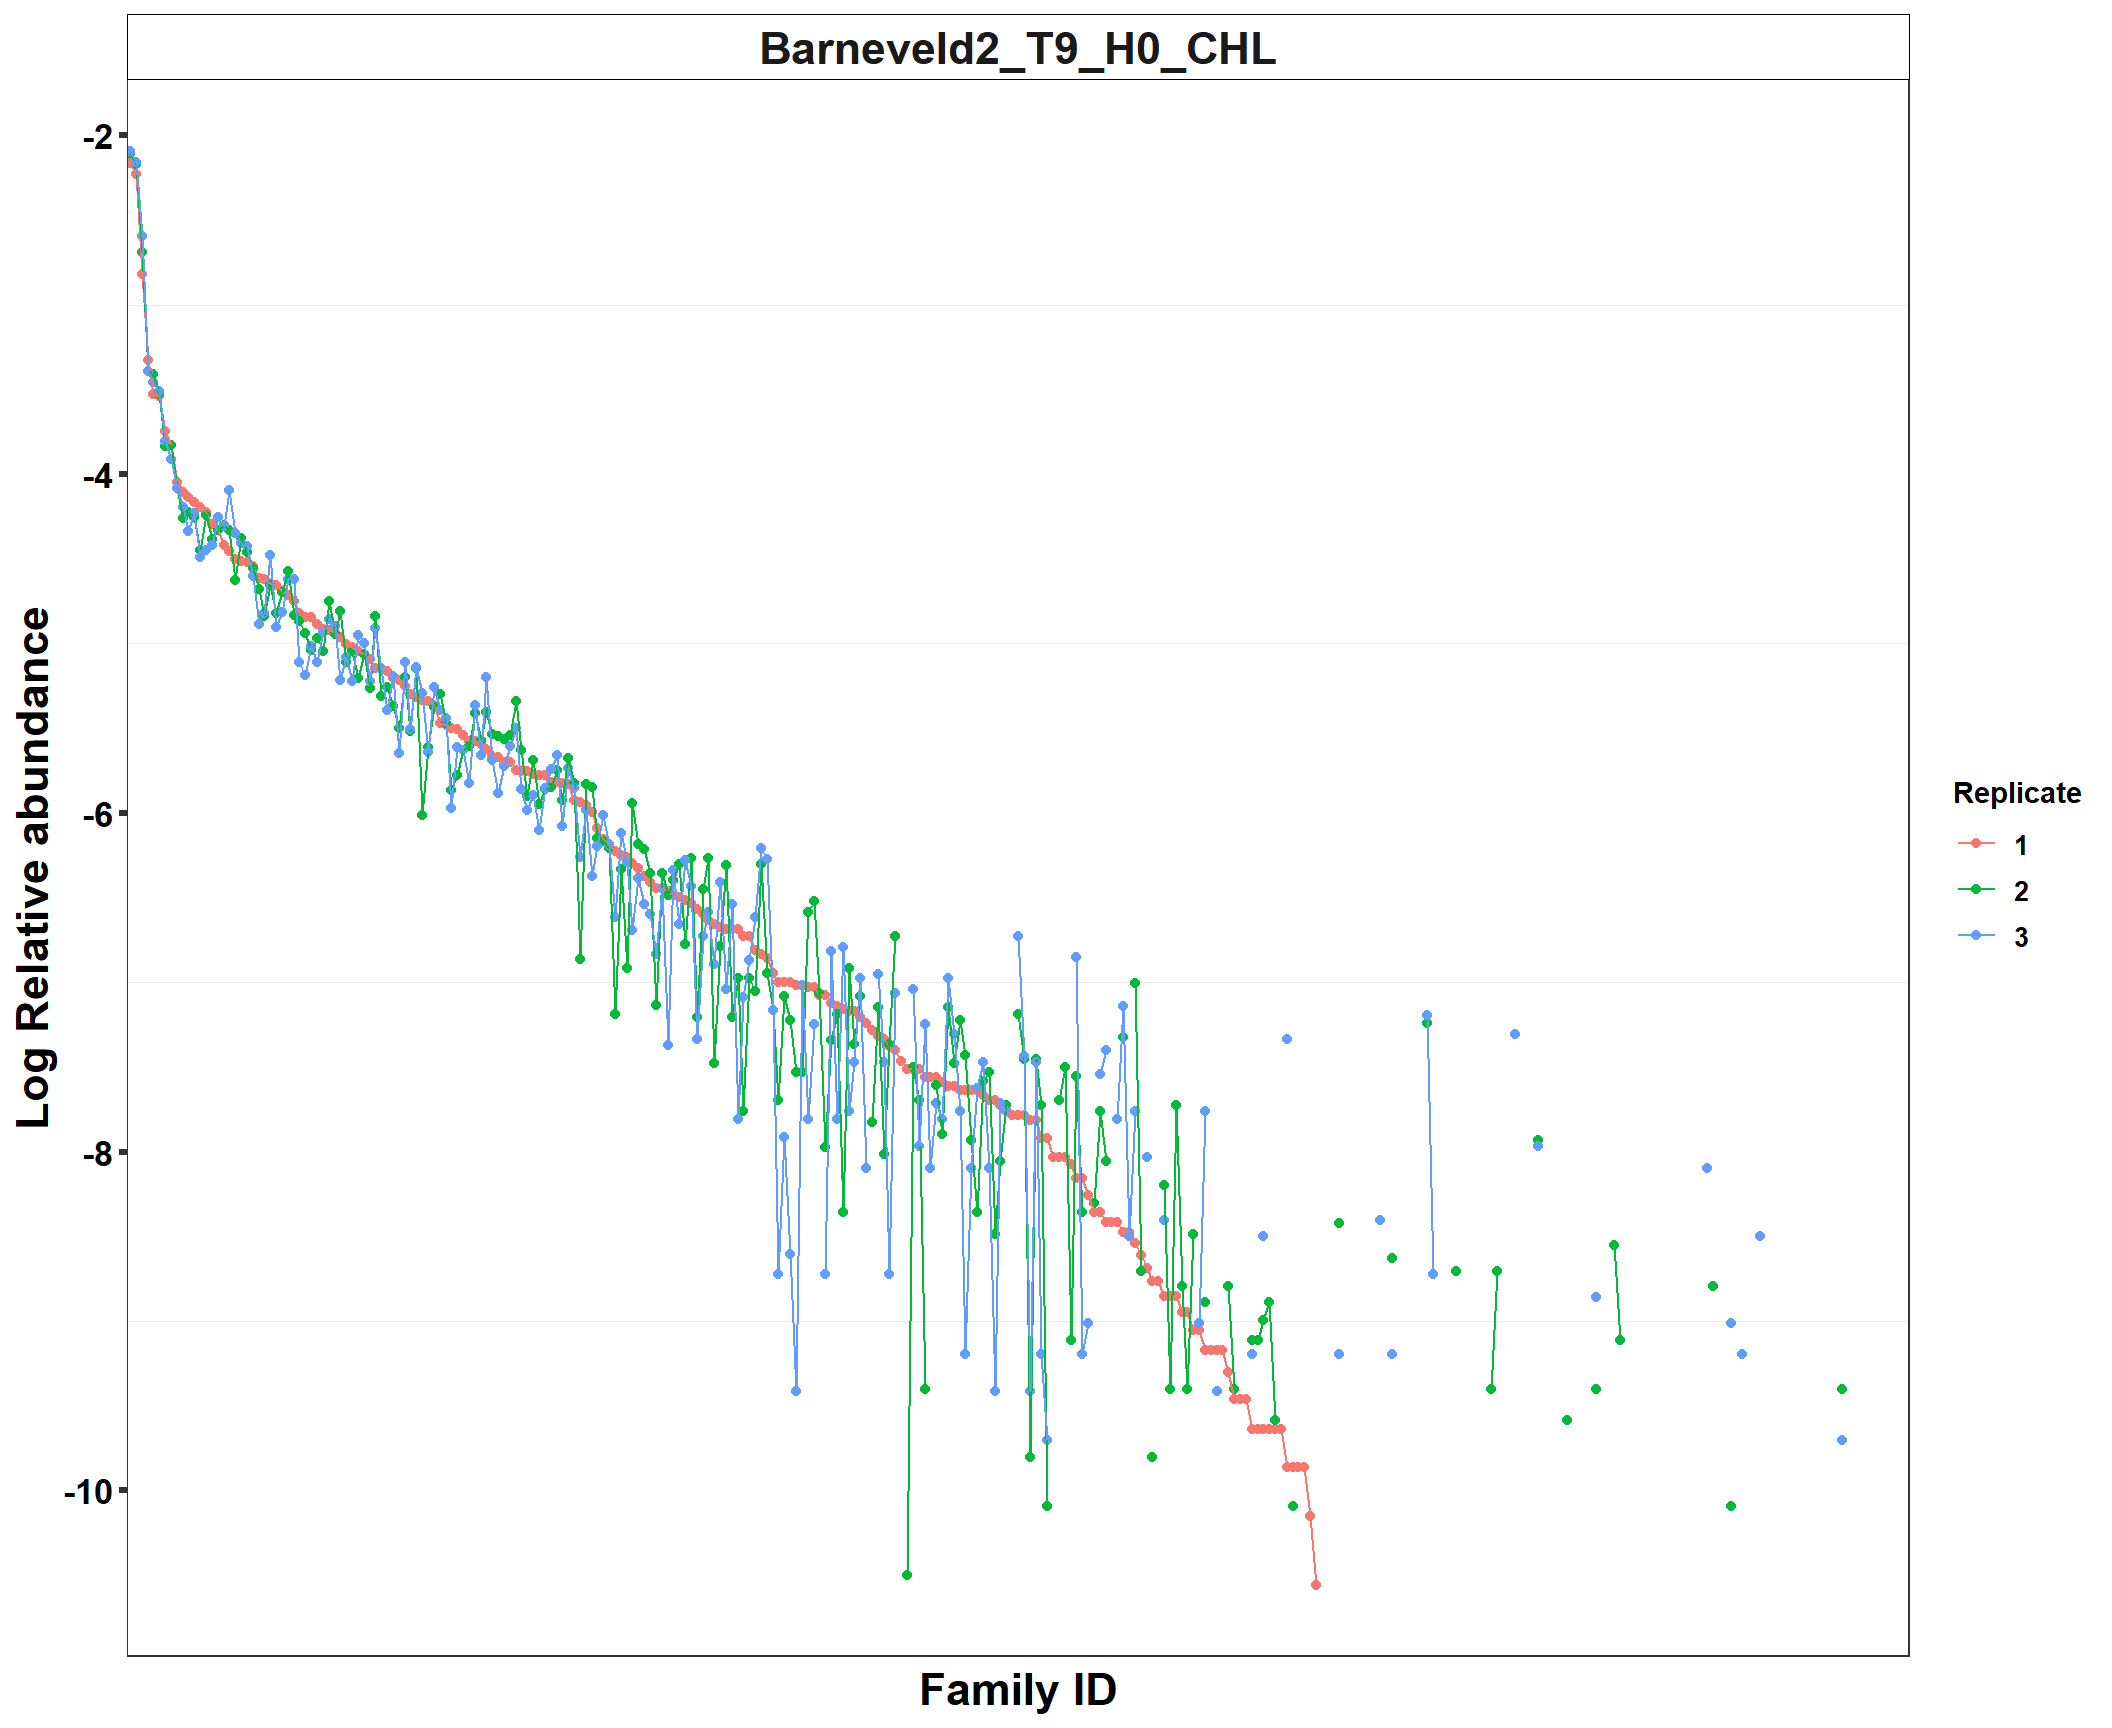 Barneveld2_T9_H0_CHL
-2
-4
-6
-8
-10
Log Relative abundance
Family ID
Replicate
1
2
3